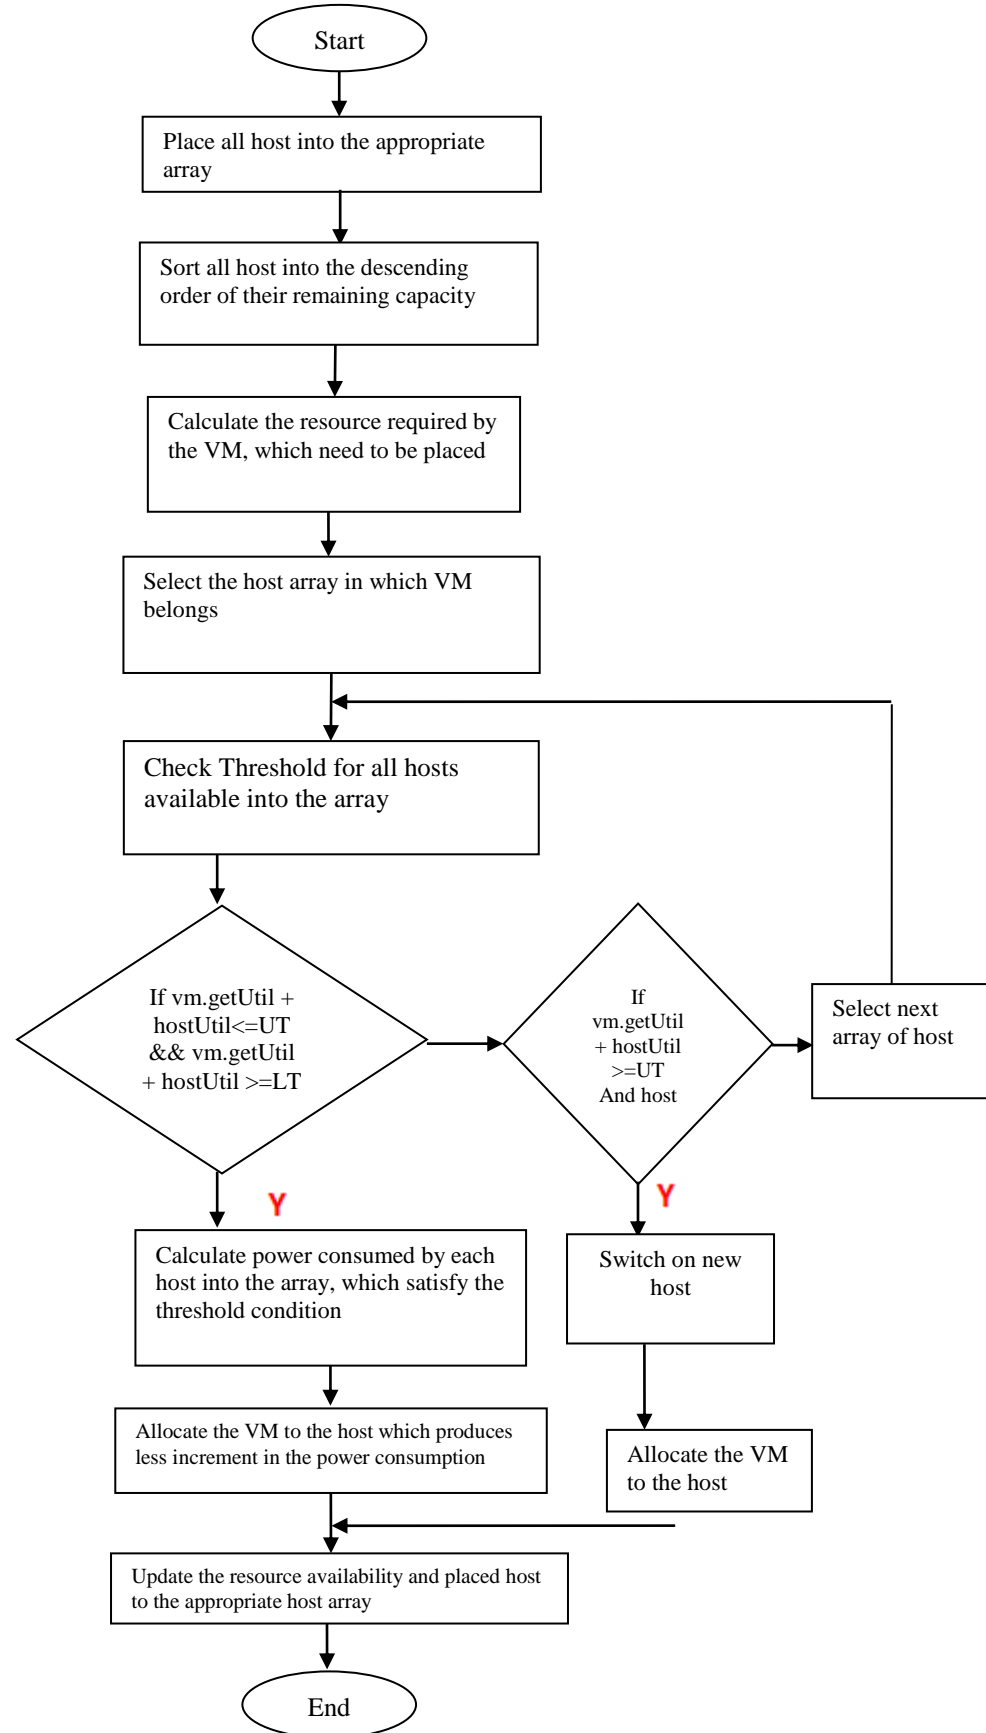 Start
Place all host into the appropriate
array
Sort all host into the descending
order of their remaining capacity
Calculate the resource required by
the VM, which need to be placed
Select the host array in which VM
belongs
Check Threshold for all hosts
available into the array
If vm.getUtil +
hostUtil<=UT
&& vm.getUtil
+ hostUtil >=LT
If
vm.getUtil
+ hostUtil
>=UT
And host
Select next
array of host
Y
Y
Calculate power consumed by each
host into the array, which satisfy the
threshold condition
Switch on new
host
Allocate the VM to the host which produces
less increment in the power consumption
Allocate the VM
to the host
Update the resource availability and placed host
to the appropriate host array
End